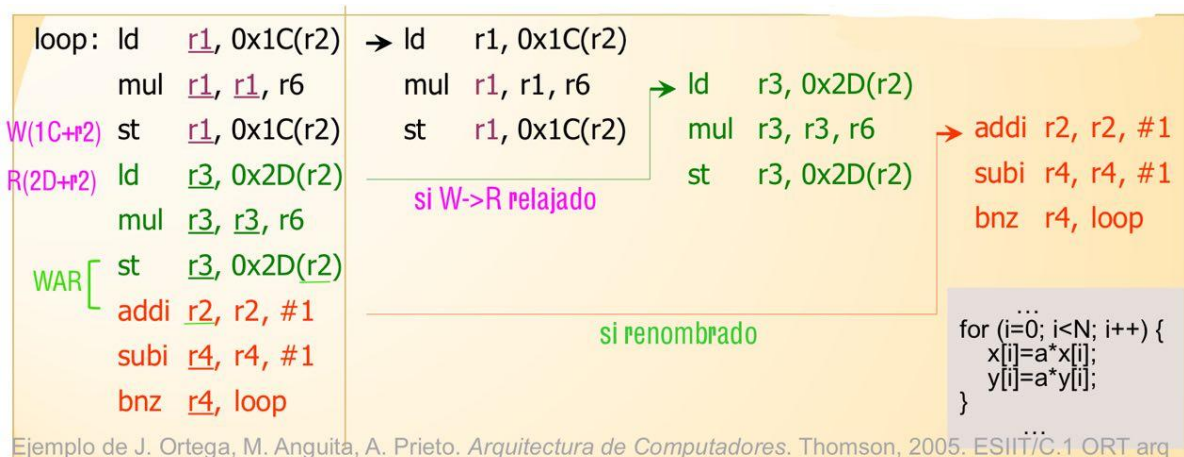 loop: ld r1, 0x1C(r2)
mul r1, r1, r6
W(1C+r2) st r1, 0x1C(r2)
R(2D+r2) ld r3, 0x2D(r2)
mul r3, r3, r6
st r3, 0x2D(r2)
WAR
addi r2, r2, #1
subi r4, r4, #1
bnz r4, loop
ld r1, 0x1C(r2)
mul r1, r1, r6
st r1, 0x1C(r2)
si W->R relajado
ld r3, 0x2D(r2)
mul r3, r3, r6
st r3, 0x2D(r2)
si renombrado
addi r2, r2, #1
subi r4, r4, #1
bnz r4, loop
...
for (i=0; i<N; i++) {
x[i]=a*x[i];
y[i]=a*y[i];
}
...
Ejemplo de J. Ortega, M. Anguita, A. Prieto. Arquitectura de Computadores. Thomson, 2005. ESIIT/C.1 ORT arq